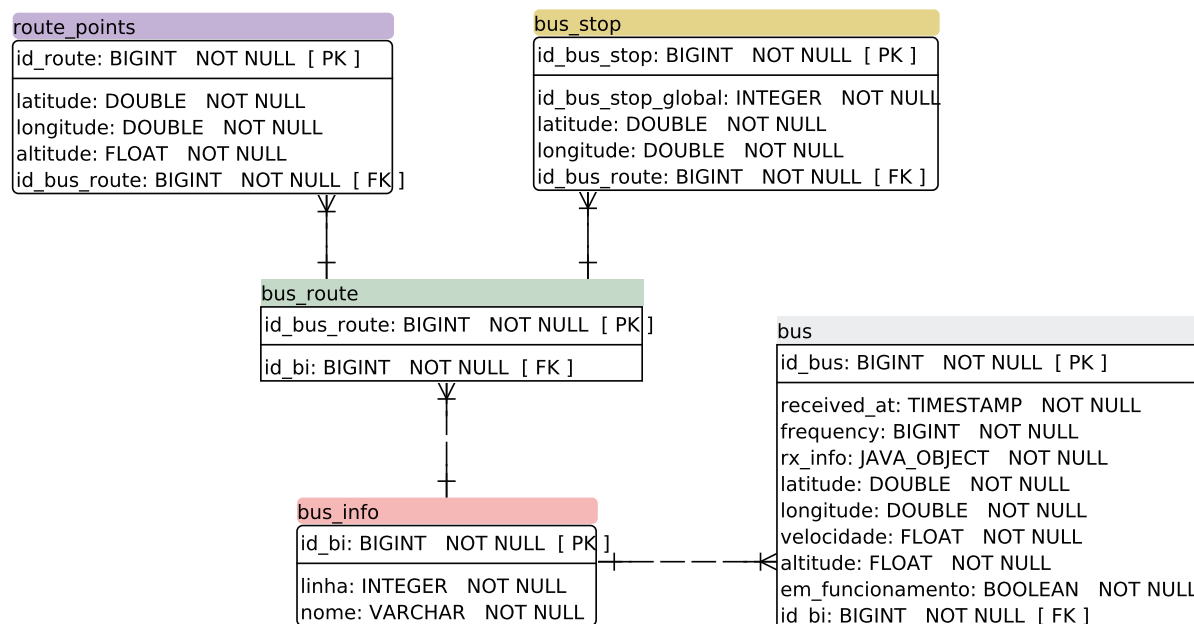 route_points
id_route: BIGINT NOT NULL [ PK ]
latitude: DOUBLE NOT NULL
longitude: DOUBLE NOT NULL
altitude: FLOAT NOT NULL
id_bus_route: BIGINT NOT NULL [ FK ]
bus_stop
id_bus_stop: BIGINT NOT NULL [ PK ]
id_bus_stop_global: INTEGER NOT NULL
latitude: DOUBLE NOT NULL
longitude: DOUBLE NOT NULL
id_bus_route: BIGINT NOT NULL [ FK ]
bus_route
id_bus_route: BIGINT NOT NULL [ PK ]
id_bi: BIGINT NOT NULL [ FK ]
bus
id_bus: BIGINT NOT NULL [ PK ]
received_at: TIMESTAMP NOT NULL
frequency: BIGINT NOT NULL
rx_info: JAVA_OBJECT NOT NULL
latitude: DOUBLE NOT NULL
longitude: DOUBLE NOT NULL
velocidade: FLOAT NOT NULL
altitude: FLOAT NOT NULL
em_funcionamento: BOOLEAN NOT NULL
id_bi: BIGINT NOT NULL [ FK ]
bus_info
id_bi: BIGINT NOT NULL [ PK ]
linha: INTEGER NOT NULL
nome: VARCHAR NOT NULL